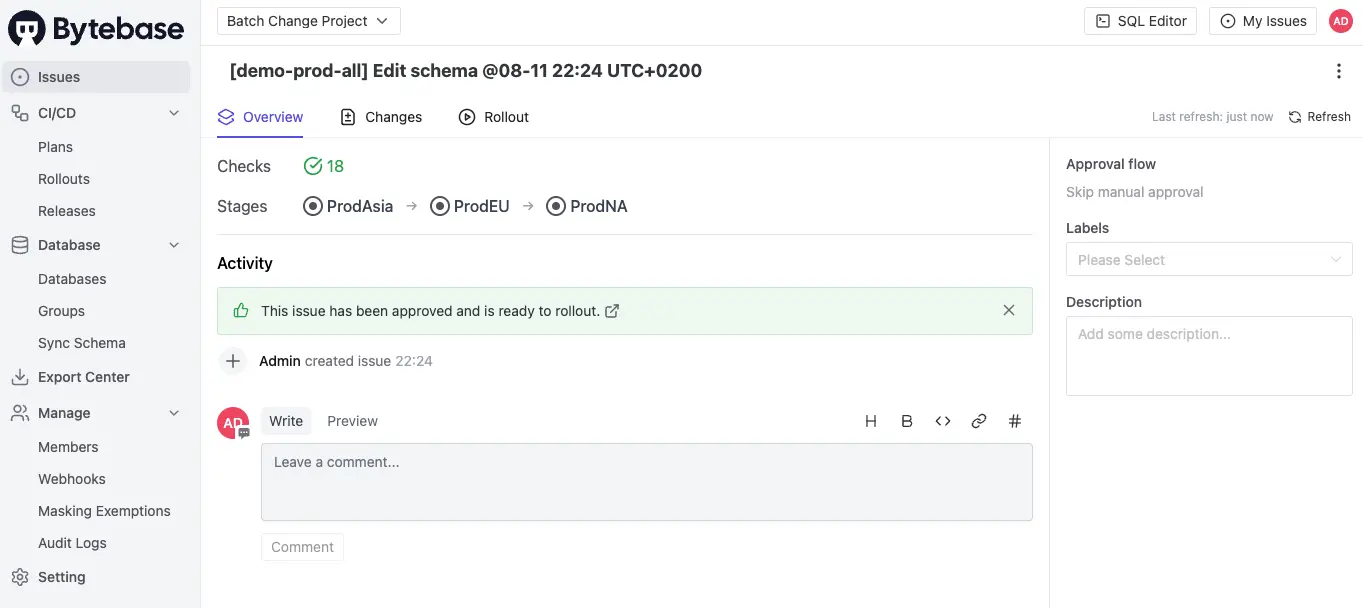 Bytebase
Batch Change Project
SQL Editor
My Issues
AD
Issues
CI/CD
Plans
Rollouts
Releases
Database
Databases
Groups
Sync Schema
Export Center
Manage
Members
Webhooks
Masking Exemptions
Audit Logs
Setting
[demo-prod-all] Edit schema @08-11 22:24 UTC+0200
Overview
Changes
Rollout
Last refresh: just now
Refresh
Checks 18
Stages ProdAsia → ProdEU → ProdNA
Activity
This issue has been approved and is ready to rollout.
Admin created issue 22:24
AD
Write
Preview
H B <> #
Leave a comment...
Comment
Approval flow
Skip manual approval
Labels
Please Select
Description
Add some description...